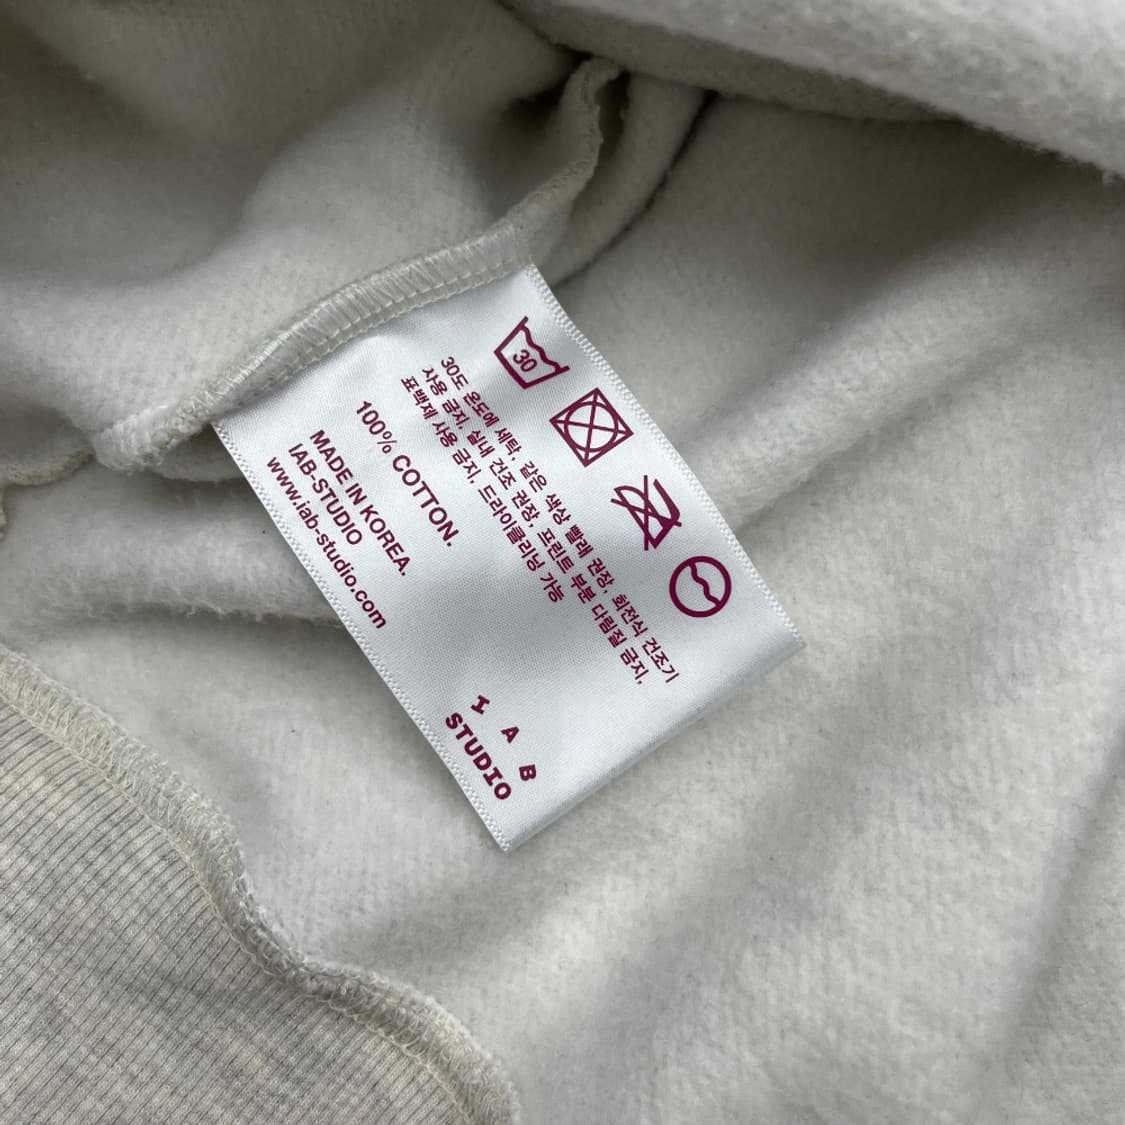 30
30도 온도에 세탁, 같은 색상 빨래 권장, 회전식 건조기
사용 금지, 실내 건조 권장, 프린트 부분 다림질 금지,
표백제 사용 금지, 드라이클리닝 가능
100% COTTON.
MADE IN KOREA.
IAB-STUDIO
www.iab-studio.com
I A B
STUDIO